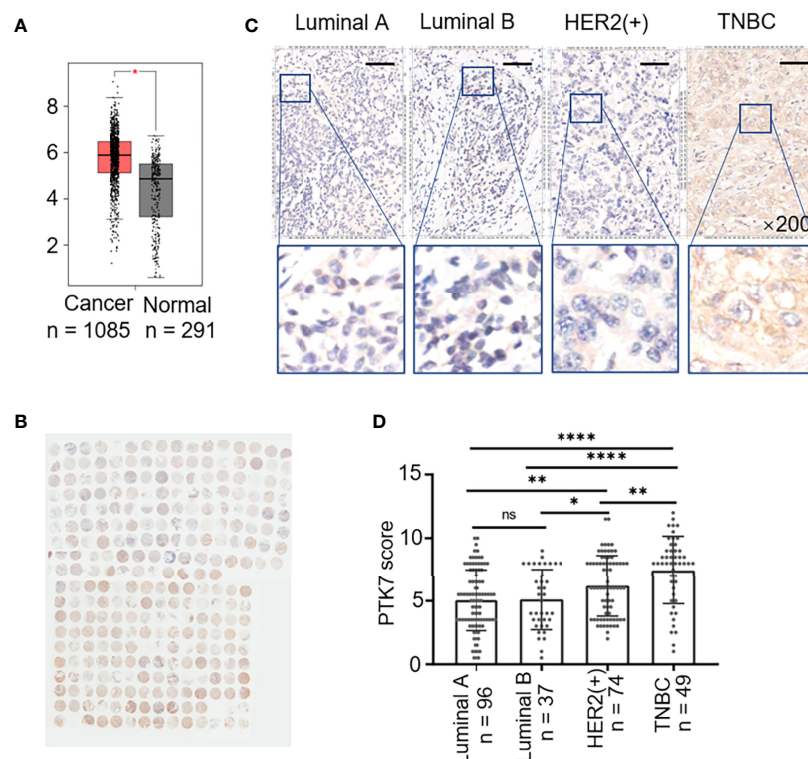 A
*
8
6
4
2
Cancer
Normal
n = 1085
n = 291
B
C
Luminal A
Luminal B
HER2(+)
TNBC
×200
D
****
****
**
*
**
ns
15
10
5
0
PTK7 score
Luminal A
n = 96
Luminal B
n = 37
HER2(+)
n = 74
TNBC
n = 49